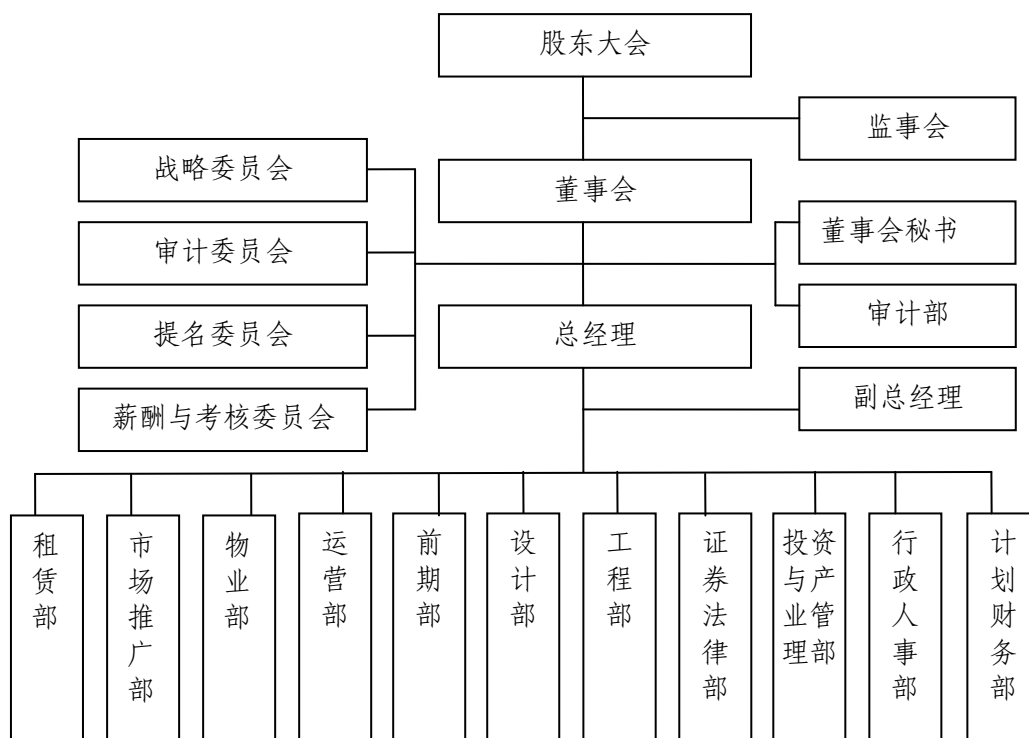 股东大会
监事会
战略委员会
董事会
审计委员会
董事会秘书
提名委员会
总经理
审计部
薪酬与考核委员会
副总经理
租赁部
市场推广部
物业部
运营部
前期部
设计部
工程部
证券法律部
投资与产业管理部
行政人事部
计划财务部